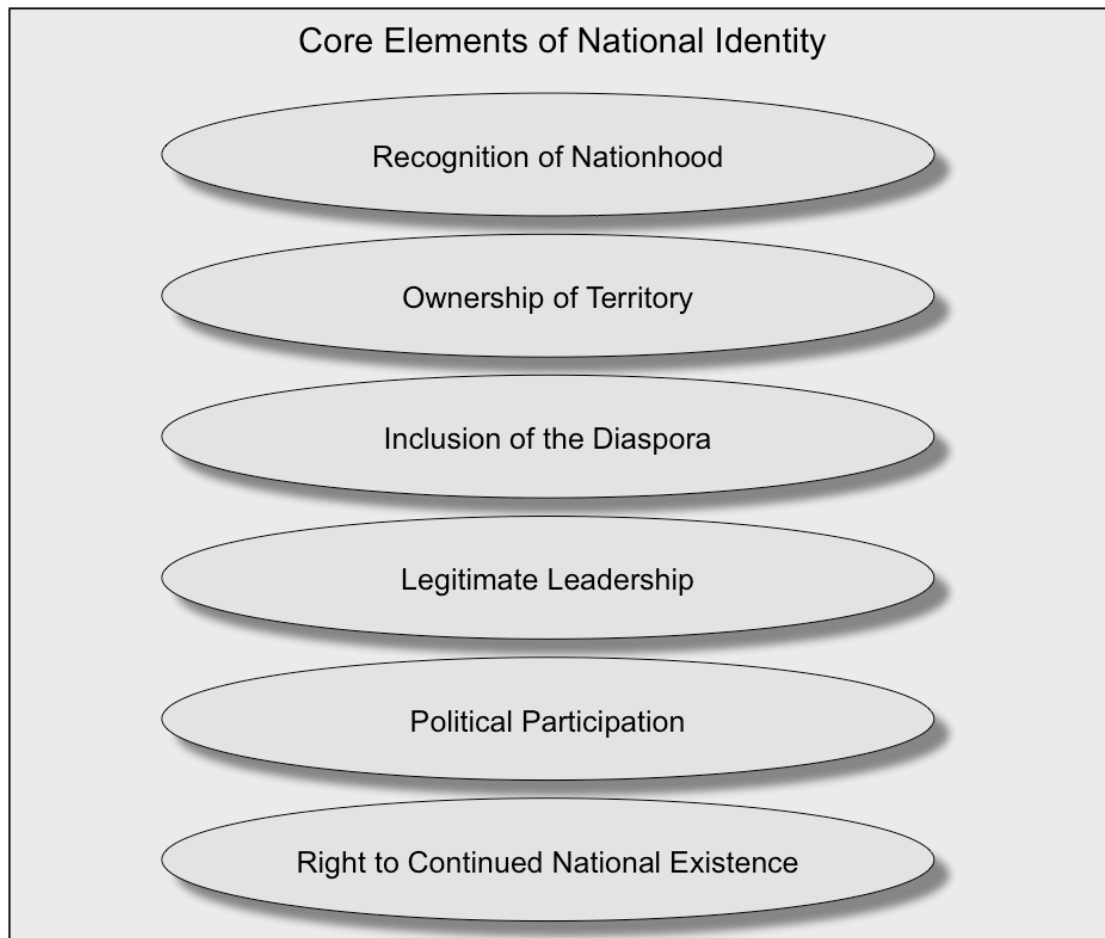 Core Elements of National Identity
Recognition of Nationhood
Ownership of Territory
Inclusion of the Diaspora
Legitimate Leadership
Political Participation
Right to Continued National Existence